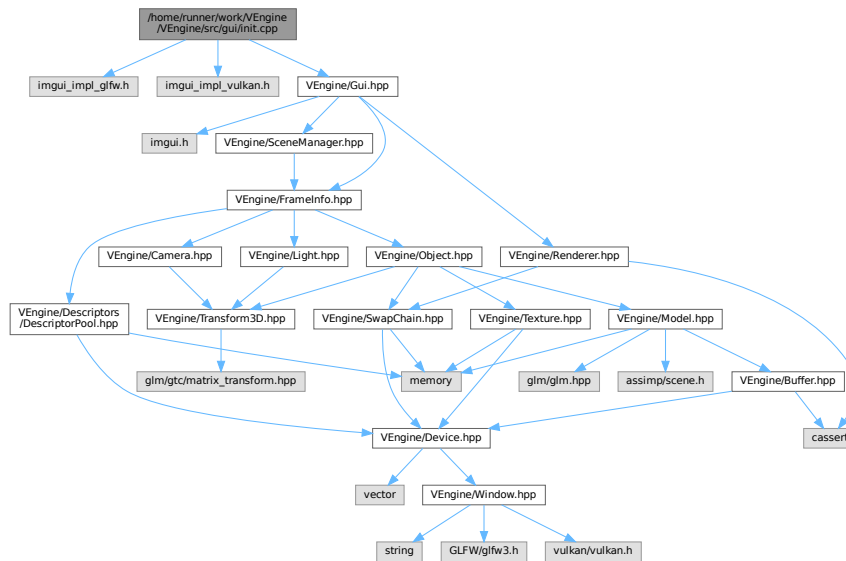 /home/runner/work/VEngine
/VEngine/src/gui/init.cpp
imgui_impl_glfw.h
imgui_impl_vulkan.h
VEngine/Gui.hpp
imgui.h
VEngine/SceneManager.hpp
VEngine/FrameInfo.hpp
VEngine/Camera.hpp
VEngine/Light.hpp
VEngine/Object.hpp
VEngine/Renderer.hpp
VEngine/Descriptors
/DescriptorPool.hpp
VEngine/Transform3D.hpp
VEngine/SwapChain.hpp
VEngine/Texture.hpp
VEngine/Model.hpp
glm/gtc/matrix_transform.hpp
memory
glm/glm.hpp
assimp/scene.h
VEngine/Buffer.hpp
VEngine/Device.hpp
cassert
vector
VEngine/Window.hpp
string
GLFW/glfw3.h
vulkan/vulkan.h